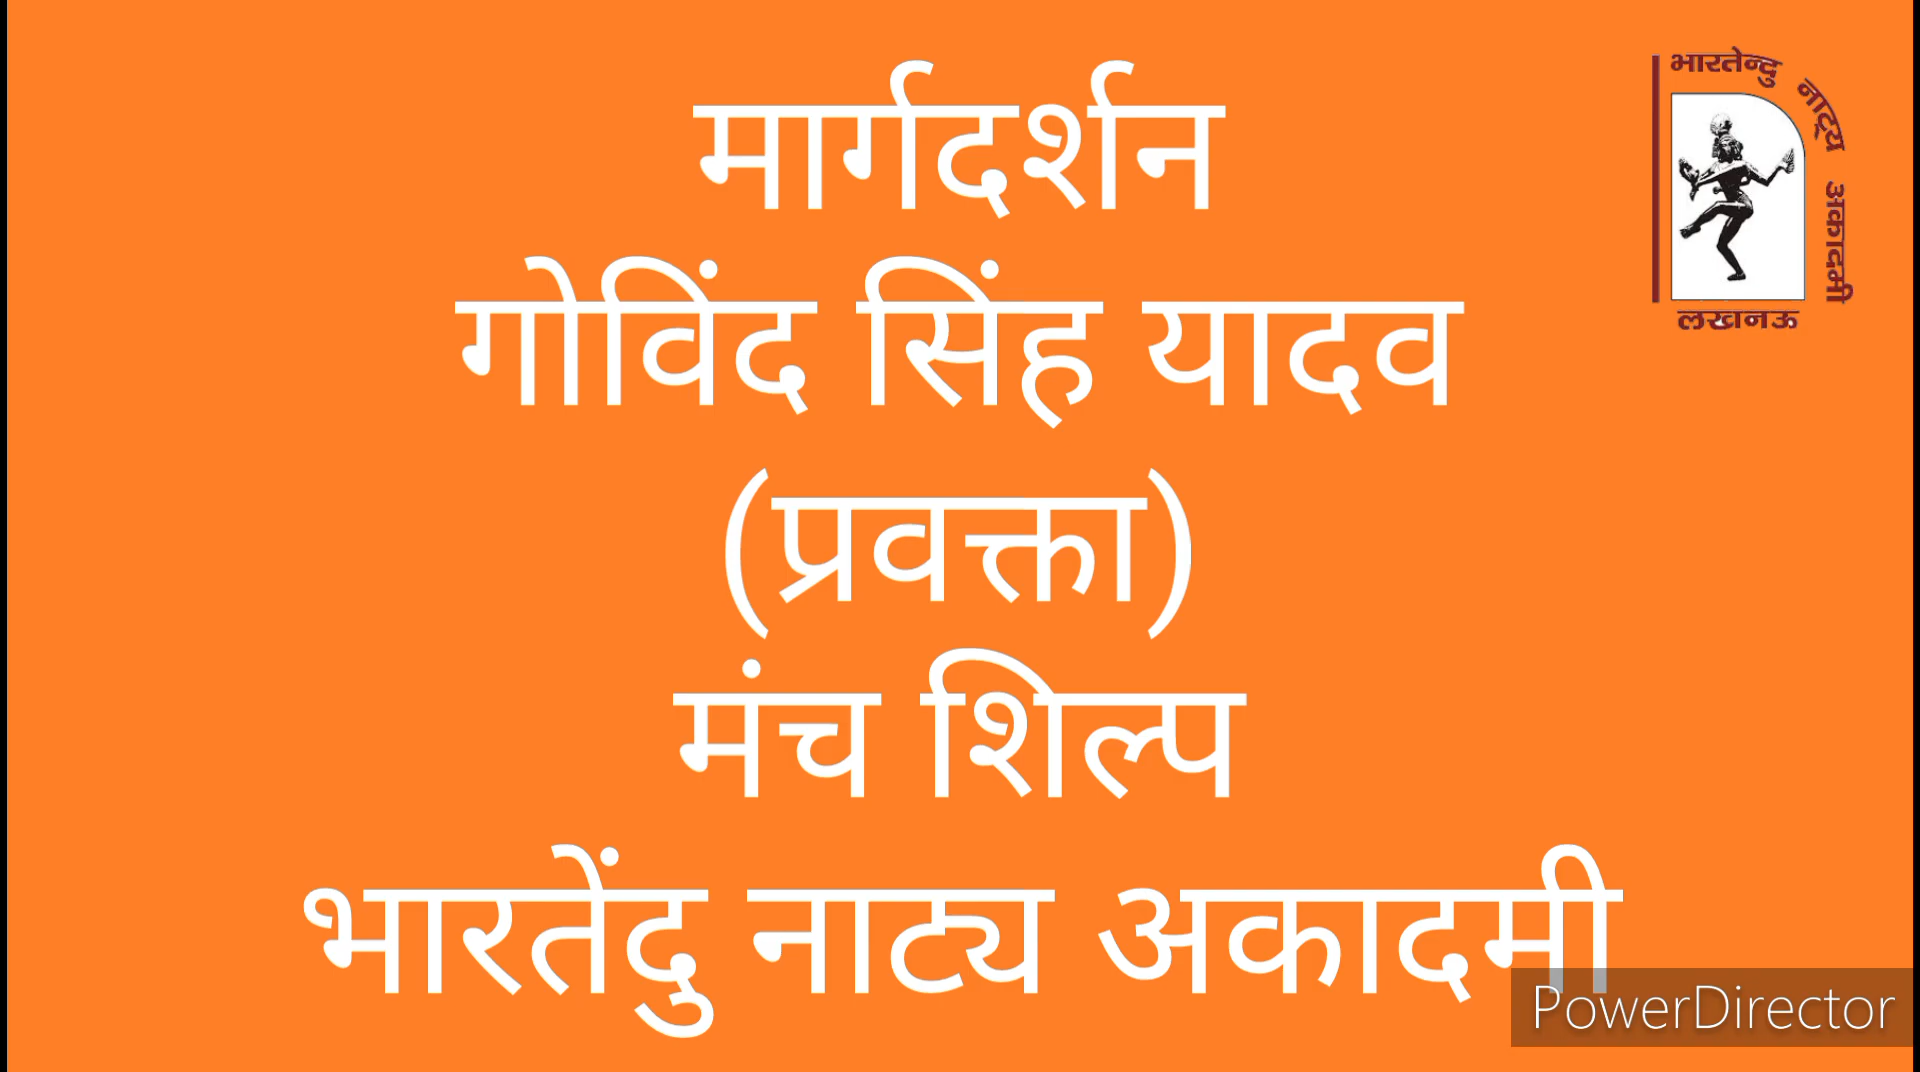 मार्गदर्शन
गोविंद सिंह यादव
(प्रवक्ता)
मंच शिल्प
भारतेंदु नाट्य अकादमी
भारतेन्दु नाट्य अकादमी
लखनऊ
PowerDirector